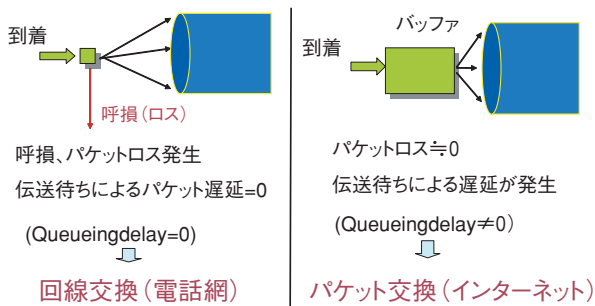 到着
呼損(ロス)
呼損、パケットロス発生
伝送待ちによるパケット遅延=0
(Queueingdelay=0)
回線交換(電話網)
バッファ
到着
パケットロス≒0
伝送待ちによる遅延が発生
(Queueingdelay≠0)
パケット交換(インターネット)